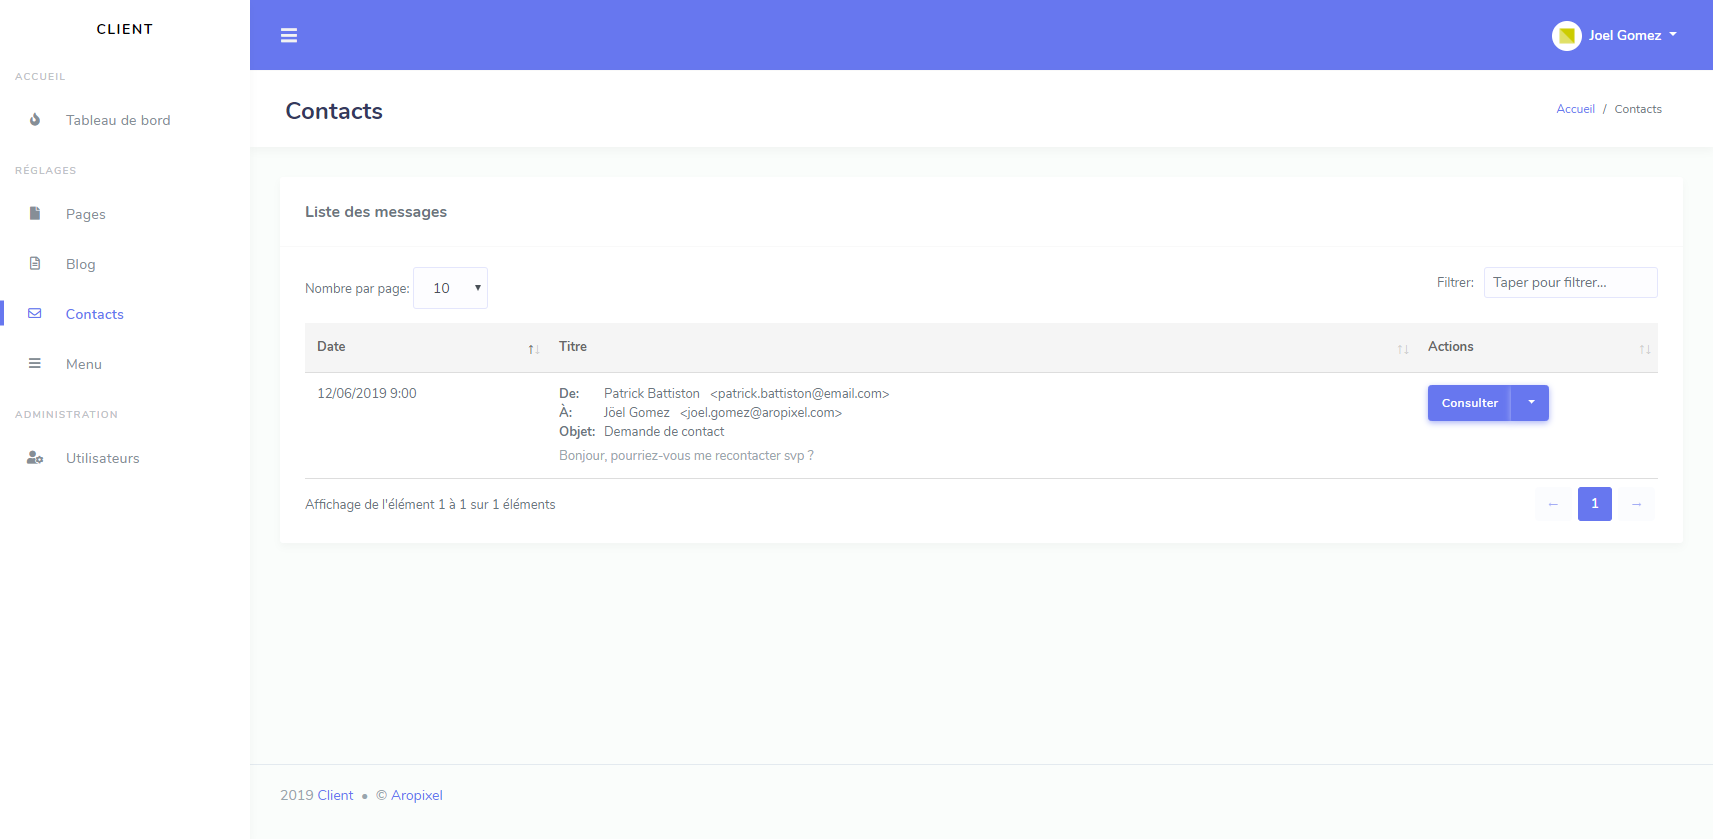 CLIENT
Joel Gomez
ACCUEIL
Tableau de bord
RÉGLAGES
Pages
Blog
Contacts
Menu
ADMINISTRATION
Utilisateurs
Contacts
Accueil / Contacts
Liste des messages
Nombre par page: 10
Filtrer: Taper pour filtrer...
Date ↑↓ Titre ↑↓ Actions ↑↓
12/06/2019 9:00
De: Patrick Battiston <patrick.battiston@email.com>
À: Jöel Gomez <joel.gomez@aropixel.com>
Objet: Demande de contact
Bonjour, pourriez-vous me recontacter svp ?
Consulter
Affichage de l'élément 1 à 1 sur 1 éléments
← 1 →
2019 Client • © Aropixel